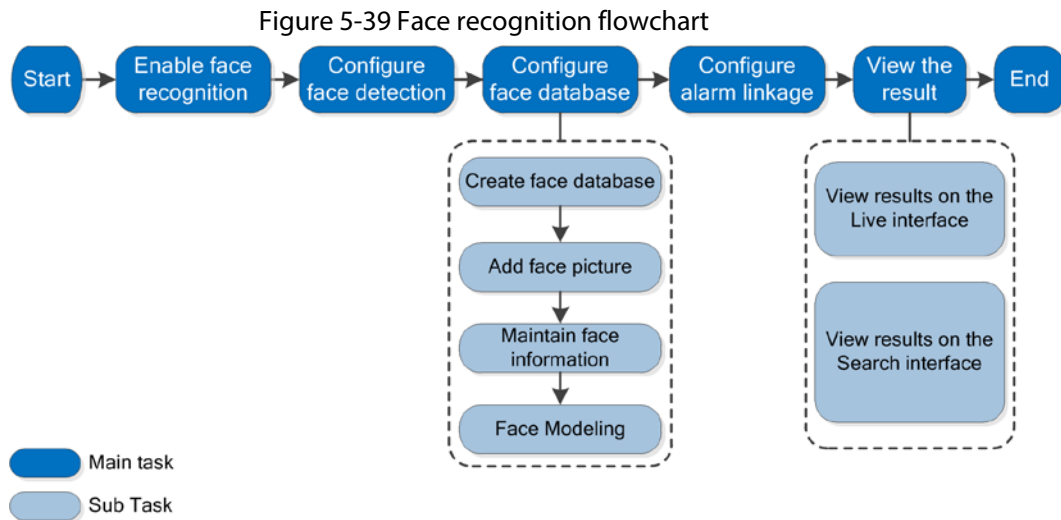 Figure 5-39 Face recognition flowchart
Start
Enable face
recognition
Configure
face detection
Configure
face database
Configure
alarm linkage
View the
result
End
Create face database
Add face picture
Maintain face
information
Face Modeling
View results on the
Live interface
View results on the
Search interface
Main task
Sub Task